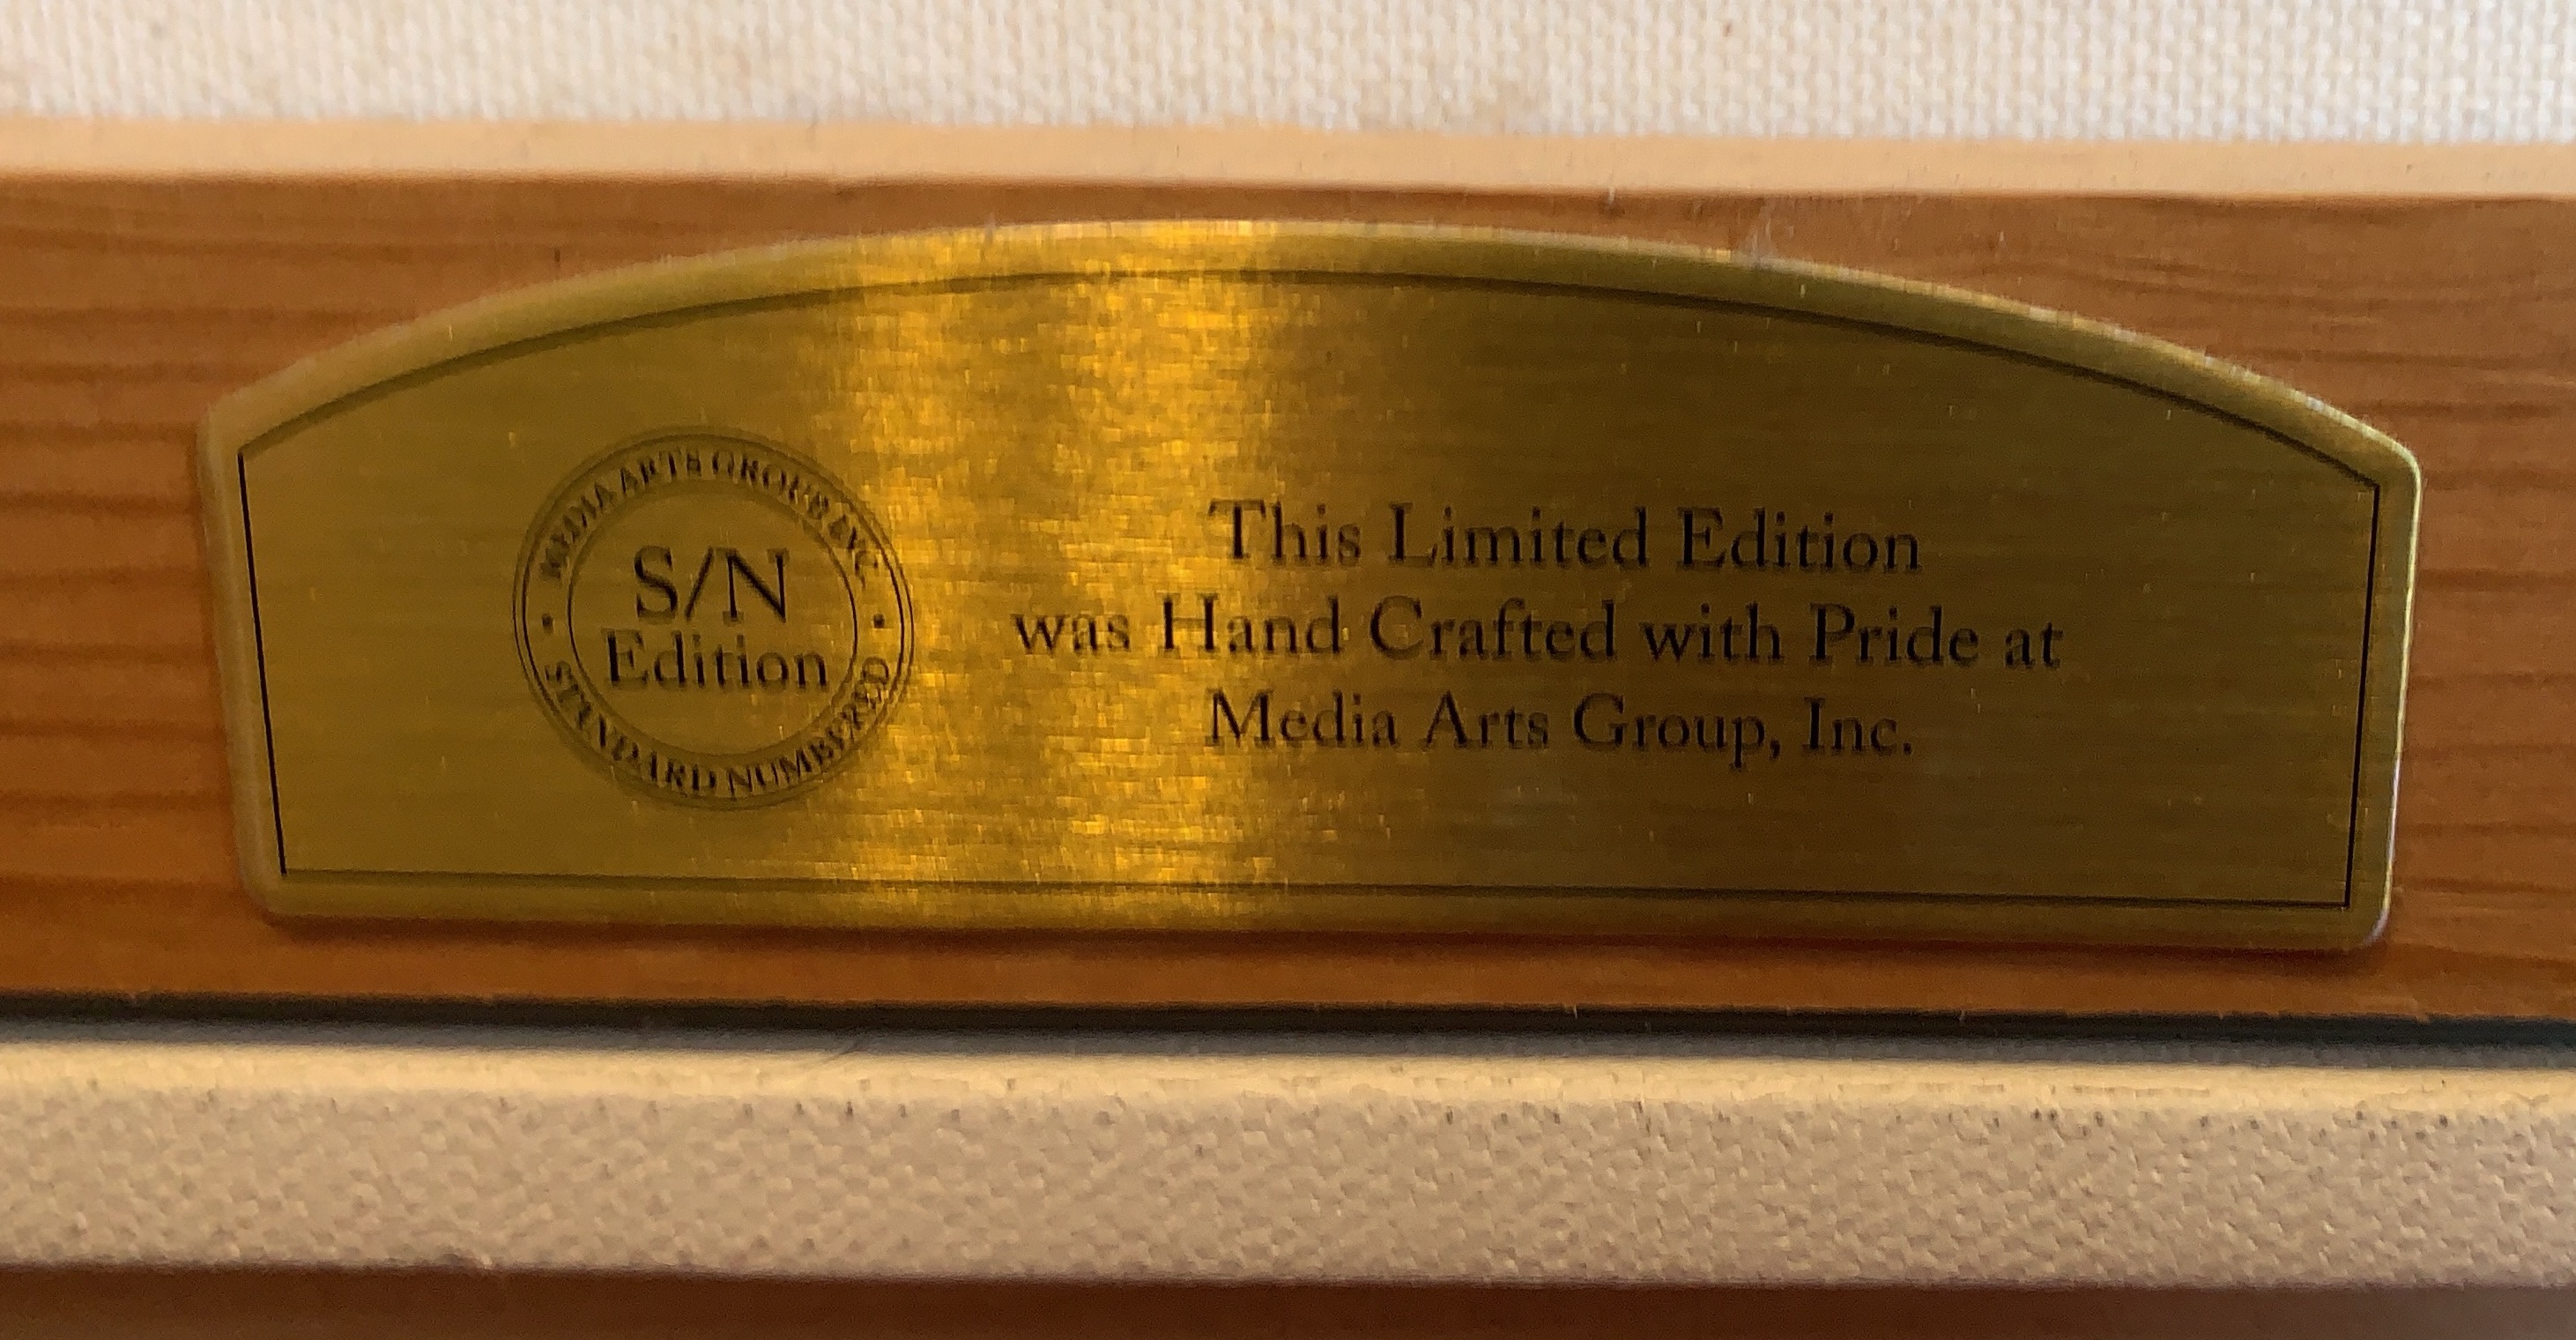 MEDIA ARTS GROUP, INC.
S/N
Edition
STANDARD NUMBERED
This Limited Edition
was Hand Crafted with Pride at
Media Arts Group, Inc.